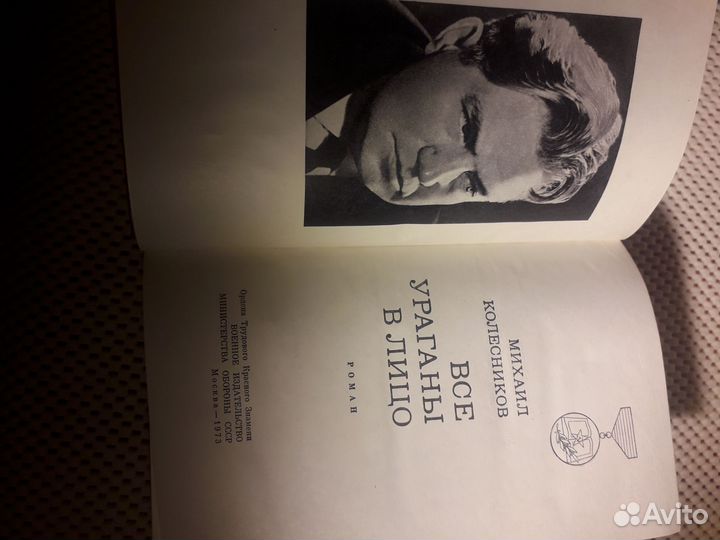 МИХАИЛ
КОЛЕСНИКОВ
ВСЕ
УРАГАНЫ
В ЛИЦО
РОМАН
Ордена Трудового Красного Знамени
ВОЕННОЕ ИЗДАТЕЛЬСТВО
МИНИСТЕРСТВА ОБОРОНЫ СССР
Москва — 1973
Avito